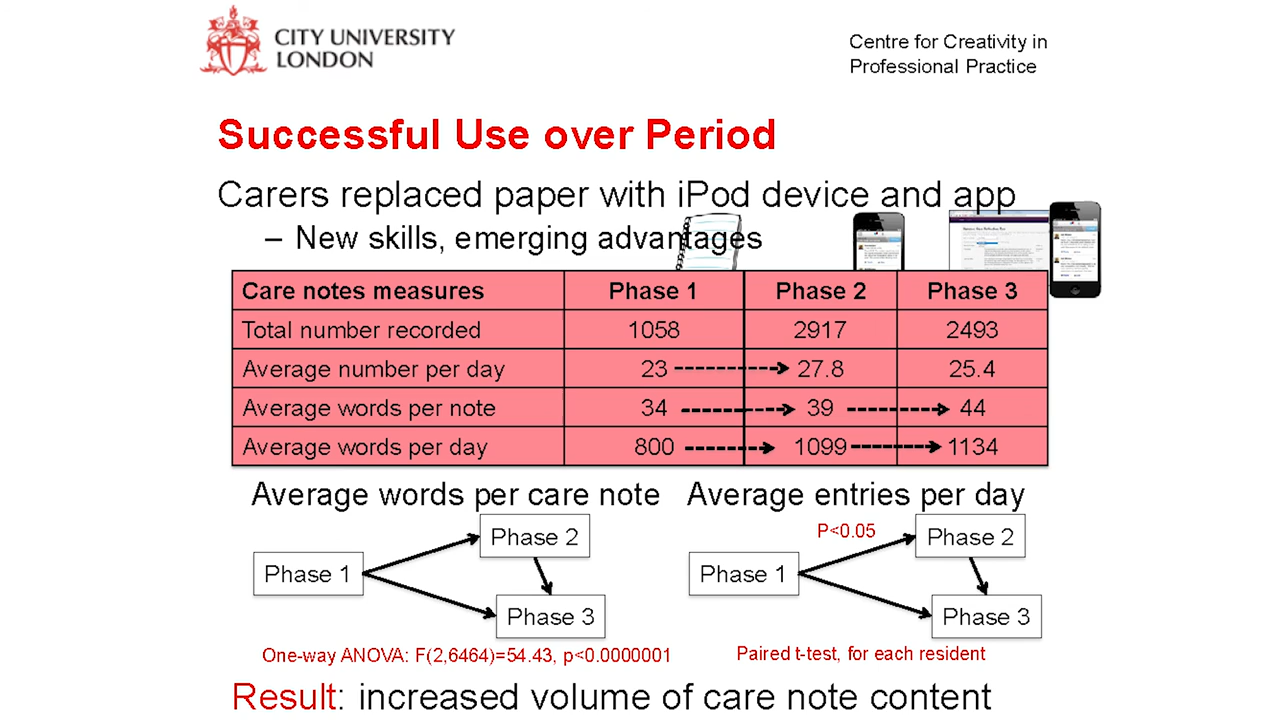 CITY UNIVERSITY
LONDON
Centre for Creativity in
Professional Practice
Successful Use over Period
Carers replaced paper with iPod device and app
– New skills, emerging advantages
Care notes measures Phase 1 Phase 2 Phase 3
Total number recorded 1058 2917 2493
Average number per day 23 27.8 25.4
Average words per note 34 39 44
Average words per day 800 1099 1134
Average words per care note Average entries per day
Phase 1 Phase 2 Phase 3
P<0.05
Phase 1 Phase 2 Phase 3
One-way ANOVA: F(2,6464)=54.43, p<0.0000001
Paired t-test, for each resident
Result: increased volume of care note content